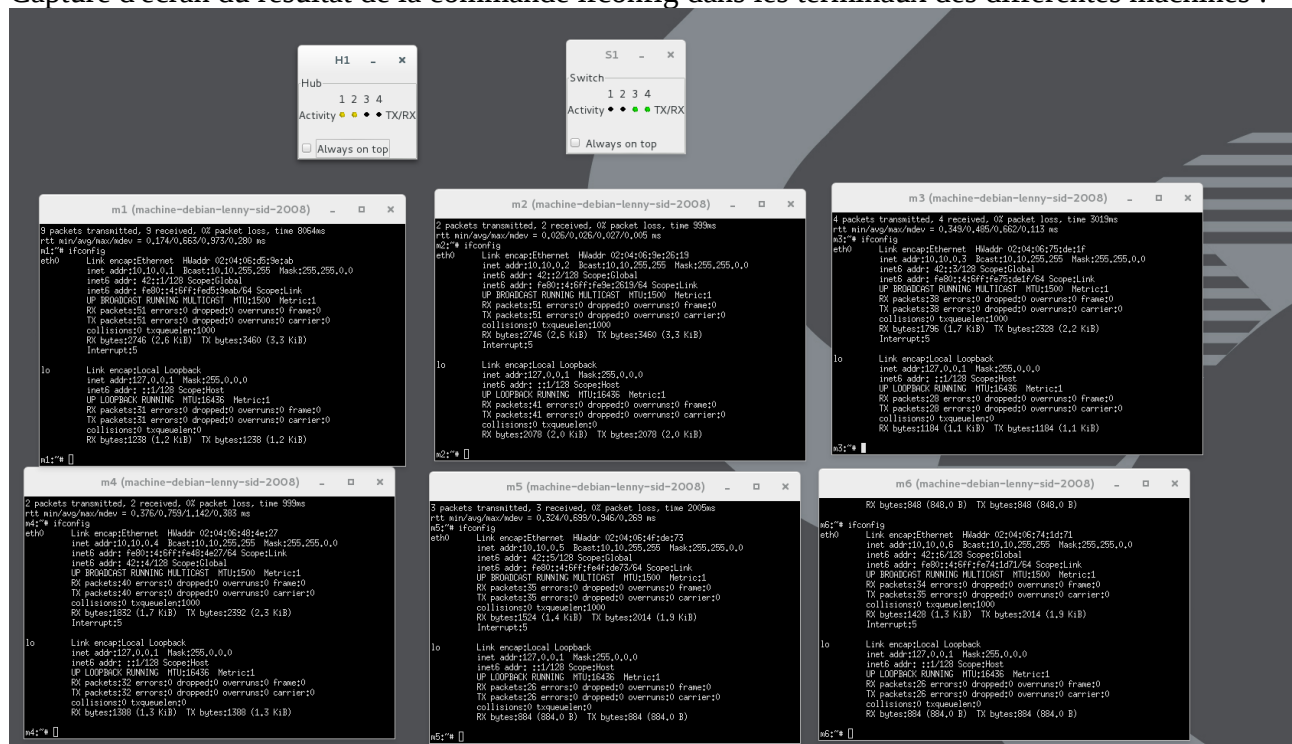 Capture d'écran du résultat de la commande ifconfig dans les terminaux des différentes machines :
H1
Hub
1 2 3 4
Activity TX/RX
Always on top
S1
Switch
1 2 3 4
Activity TX/RX
Always on top
m1 (machine-debian-lenny-sid-2008)
9 packets transmitted, 9 received, 0% packet loss, time 8064ms
rtt min/avg/max/mdev = 0.174/0.663/0.973/0.280 ms
m1:~# ifconfig
eth0 Link encap:Ethernet HWaddr 02:04:06:d5:9e:ab
inet addr:10.10.0.1 Bcast:10.10.255.255 Mask:255.255.0.0
inet6 addr: 42::1/128 Scope:Global
inet6 addr: fe80::4:6ff:fed5:9eab/64 Scope:Link
UP BROADCAST RUNNING MULTICAST MTU:1500 Metric:1
RX packets:51 errors:0 dropped:0 overruns:0 frame:0
TX packets:51 errors:0 dropped:0 overruns:0 carrier:0
collisions:0 txqueuelen:1000
RX bytes:2746 (2.6 KiB) TX bytes:3460 (3.3 KiB)
Interrupt:5
lo Link encap:Local Loopback
inet addr:127.0.0.1 Mask:255.0.0.0
inet6 addr: ::1/128 Scope:Host
UP LOOPBACK RUNNING MTU:16436 Metric:1
RX packets:31 errors:0 dropped:0 overruns:0 frame:0
TX packets:31 errors:0 dropped:0 overruns:0 carrier:0
collisions:0 txqueuelen:0
RX bytes:1238 (1.2 KiB) TX bytes:1238 (1.2 KiB)
m1:~#
m2 (machine-debian-lenny-sid-2008)
2 packets transmitted, 2 received, 0% packet loss, time 999ms
rtt min/avg/max/mdev = 0.026/0.026/0.027/0.005 ms
m2:~# ifconfig
eth0 Link encap:Ethernet HWaddr 02:04:06:9e:26:19
inet addr:10.10.0.2 Bcast:10.10.255.255 Mask:255.255.0.0
inet6 addr: 42::2/128 Scope:Global
inet6 addr: fe80::4:6ff:fe9e:2619/64 Scope:Link
UP BROADCAST RUNNING MULTICAST MTU:1500 Metric:1
RX packets:51 errors:0 dropped:0 overruns:0 frame:0
TX packets:51 errors:0 dropped:0 overruns:0 carrier:0
collisions:0 txqueuelen:1000
RX bytes:2746 (2.6 KiB) TX bytes:3460 (3.3 KiB)
Interrupt:5
lo Link encap:Local Loopback
inet addr:127.0.0.1 Mask:255.0.0.0
inet6 addr: ::1/128 Scope:Host
UP LOOPBACK RUNNING MTU:16436 Metric:1
RX packets:41 errors:0 dropped:0 overruns:0 frame:0
TX packets:41 errors:0 dropped:0 overruns:0 carrier:0
collisions:0 txqueuelen:0
RX bytes:2078 (2.0 KiB) TX bytes:2078 (2.0 KiB)
m2:~#
m3 (machine-debian-lenny-sid-2008)
4 packets transmitted, 4 received, 0% packet loss, time 3019ms
rtt min/avg/max/mdev = 0.349/0.485/0.662/0.113 ms
m3:~# ifconfig
eth0 Link encap:Ethernet HWaddr 02:04:06:75:de:1f
inet addr:10.10.0.3 Bcast:10.10.255.255 Mask:255.255.0.0
inet6 addr: 42::3/128 Scope:Global
inet6 addr: fe80::4:6ff:fe75:de1f/64 Scope:Link
UP BROADCAST RUNNING MULTICAST MTU:1500 Metric:1
RX packets:38 errors:0 dropped:0 overruns:0 frame:0
TX packets:38 errors:0 dropped:0 overruns:0 carrier:0
collisions:0 txqueuelen:1000
RX bytes:1796 (1.7 KiB) TX bytes:2328 (2.2 KiB)
Interrupt:5
lo Link encap:Local Loopback
inet addr:127.0.0.1 Mask:255.0.0.0
inet6 addr: ::1/128 Scope:Host
UP LOOPBACK RUNNING MTU:16436 Metric:1
RX packets:28 errors:0 dropped:0 overruns:0 frame:0
TX packets:28 errors:0 dropped:0 overruns:0 carrier:0
collisions:0 txqueuelen:0
RX bytes:1184 (1.1 KiB) TX bytes:1184 (1.1 KiB)
m3:~#
m4 (machine-debian-lenny-sid-2008)
2 packets transmitted, 2 received, 0% packet loss, time 999ms
rtt min/avg/max/mdev = 0.376/0.759/1.142/0.383 ms
m4:~# ifconfig
eth0 Link encap:Ethernet HWaddr 02:04:06:48:4e:27
inet addr:10.10.0.4 Bcast:10.10.255.255 Mask:255.255.0.0
inet6 addr: fe80::4:6ff:fe48:4e27/64 Scope:Link
inet6 addr: 42::4/128 Scope:Global
UP BROADCAST RUNNING MULTICAST MTU:1500 Metric:1
RX packets:40 errors:0 dropped:0 overruns:0 frame:0
TX packets:40 errors:0 dropped:0 overruns:0 carrier:0
collisions:0 txqueuelen:1000
RX bytes:1832 (1.7 KiB) TX bytes:2392 (2.3 KiB)
Interrupt:5
lo Link encap:Local Loopback
inet addr:127.0.0.1 Mask:255.0.0.0
inet6 addr: ::1/128 Scope:Host
UP LOOPBACK RUNNING MTU:16436 Metric:1
RX packets:32 errors:0 dropped:0 overruns:0 frame:0
TX packets:32 errors:0 dropped:0 overruns:0 carrier:0
collisions:0 txqueuelen:0
RX bytes:1388 (1.3 KiB) TX bytes:1388 (1.3 KiB)
m4:~#
m5 (machine-debian-lenny-sid-2008)
3 packets transmitted, 3 received, 0% packet loss, time 2005ms
rtt min/avg/max/mdev = 0.324/0.699/0.946/0.269 ms
m5:~# ifconfig
eth0 Link encap:Ethernet HWaddr 02:04:06:4f:de:73
inet addr:10.10.0.5 Bcast:10.10.255.255 Mask:255.255.0.0
inet6 addr: 42::5/128 Scope:Global
inet6 addr: fe80::4:6ff:fe4f:de73/64 Scope:Link
UP BROADCAST RUNNING MULTICAST MTU:1500 Metric:1
RX packets:35 errors:0 dropped:0 overruns:0 frame:0
TX packets:35 errors:0 dropped:0 overruns:0 carrier:0
collisions:0 txqueuelen:1000
RX bytes:1524 (1.4 KiB) TX bytes:2014 (1.9 KiB)
Interrupt:5
lo Link encap:Local Loopback
inet addr:127.0.0.1 Mask:255.0.0.0
inet6 addr: ::1/128 Scope:Host
UP LOOPBACK RUNNING MTU:16436 Metric:1
RX packets:26 errors:0 dropped:0 overruns:0 frame:0
TX packets:26 errors:0 dropped:0 overruns:0 carrier:0
collisions:0 txqueuelen:0
RX bytes:884 (884.0 B) TX bytes:884 (884.0 B)
m5:~#
m6 (machine-debian-lenny-sid-2008)
RX bytes:848 (848.0 B) TX bytes:848 (848.0 B)
m6:~# ifconfig
eth0 Link encap:Ethernet HWaddr 02:04:06:74:1d:71
inet addr:10.10.0.6 Bcast:10.10.255.255 Mask:255.255.0.0
inet6 addr: 42::6/128 Scope:Global
inet6 addr: fe80::4:6ff:fe74:1d71/64 Scope:Link
UP BROADCAST RUNNING MULTICAST MTU:1500 Metric:1
RX packets:34 errors:0 dropped:0 overruns:0 frame:0
TX packets:35 errors:0 dropped:0 overruns:0 carrier:0
collisions:0 txqueuelen:1000
RX bytes:1428 (1.3 KiB) TX bytes:2014 (1.9 KiB)
Interrupt:5
lo Link encap:Local Loopback
inet addr:127.0.0.1 Mask:255.0.0.0
inet6 addr: ::1/128 Scope:Host
UP LOOPBACK RUNNING MTU:16436 Metric:1
RX packets:26 errors:0 dropped:0 overruns:0 frame:0
TX packets:26 errors:0 dropped:0 overruns:0 carrier:0
collisions:0 txqueuelen:0
RX bytes:884 (884.0 B) TX bytes:884 (884.0 B)
m6:~#